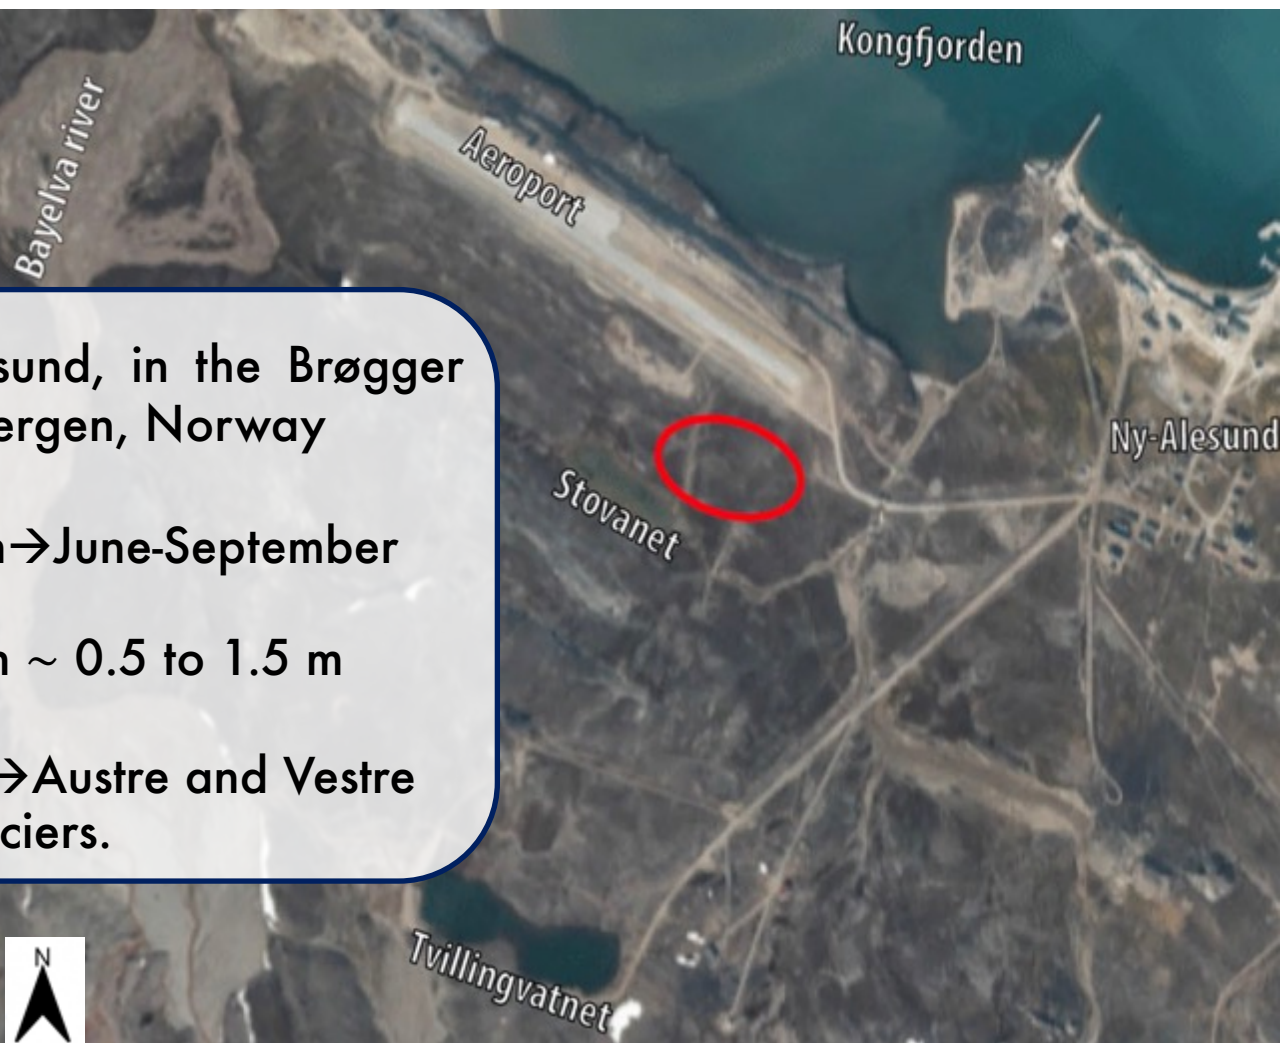 Kongfjorden
Bayelva river
Aeroport
sund, in the Brøgger
ergen, Norway
Ny-Alesund
Stovanet
→June-September
~ 0.5 to 1.5 m
→Austre and Vestre
ciers.
Tvillingvatnet
N